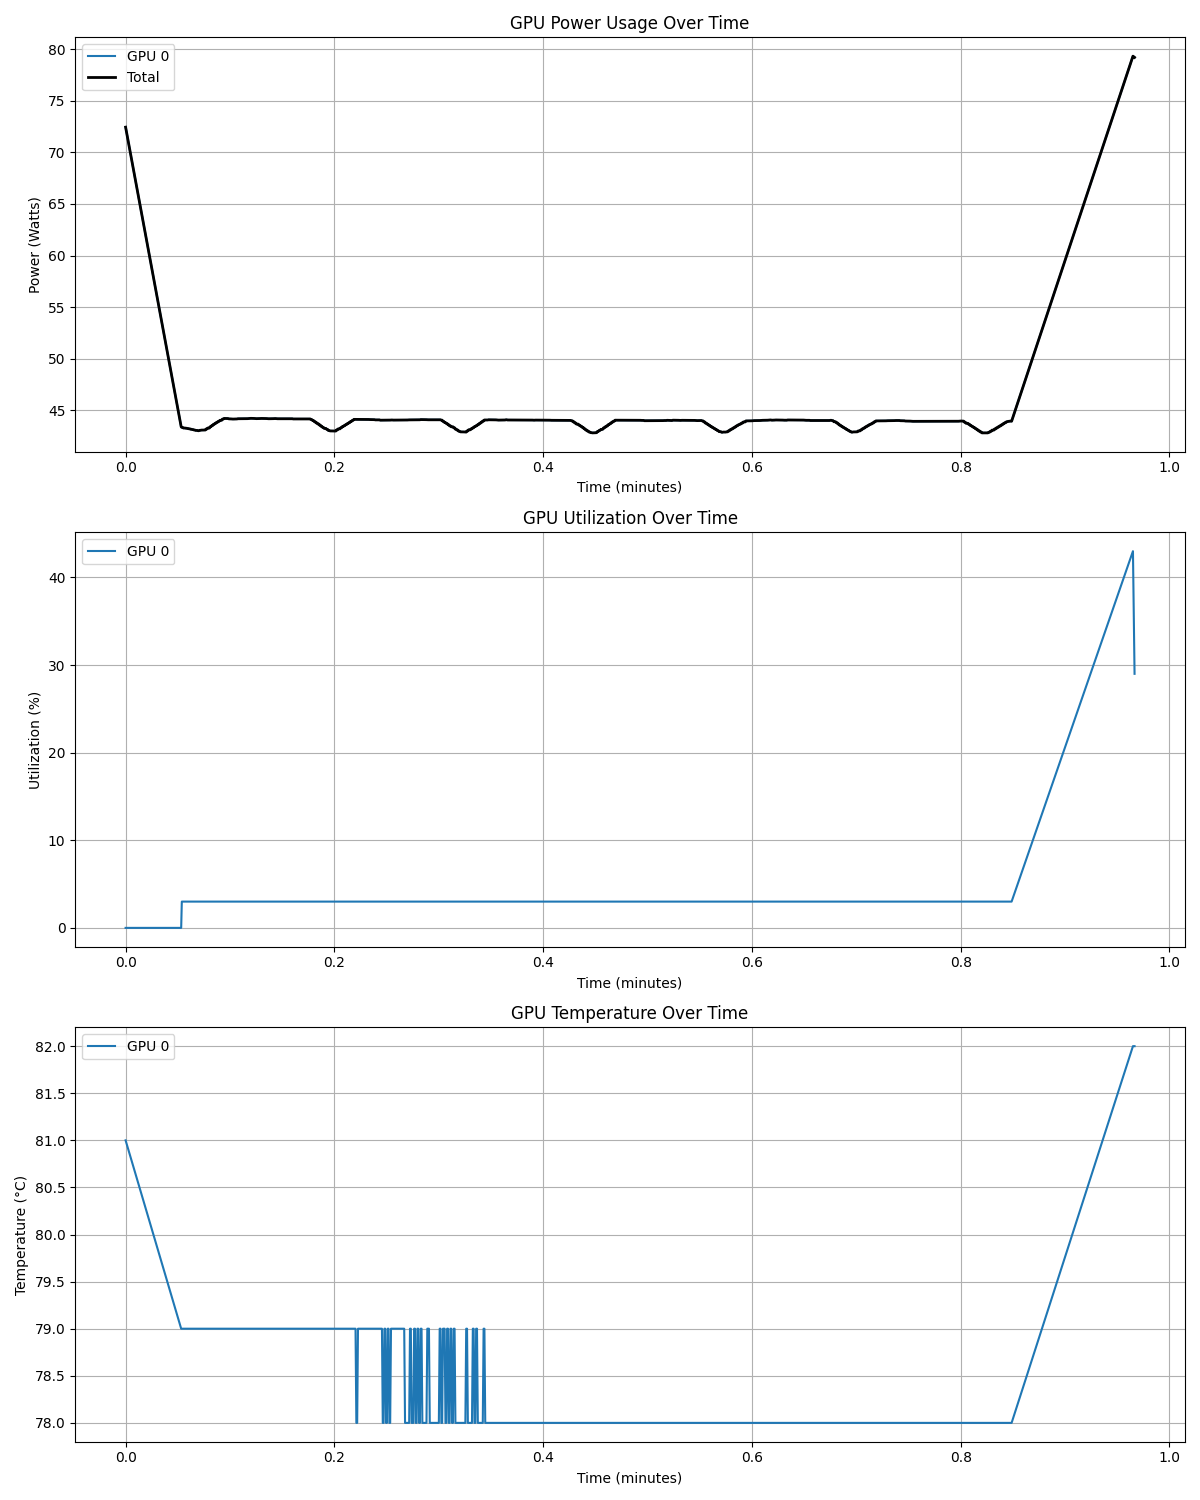 GPU Power Usage Over Time
GPU 0
Total
80
75
70
65
60
55
50
45
Power (Watts)
0.0 0.2 0.4 0.6 0.8 1.0
Time (minutes)
GPU Utilization Over Time
GPU 0
40
30
20
10
0
Utilization (%)
0.0 0.2 0.4 0.6 0.8 1.0
Time (minutes)
GPU Temperature Over Time
GPU 0
82.0
81.5
81.0
80.5
80.0
79.5
79.0
78.5
78.0
Temperature (°C)
0.0 0.2 0.4 0.6 0.8 1.0
Time (minutes)